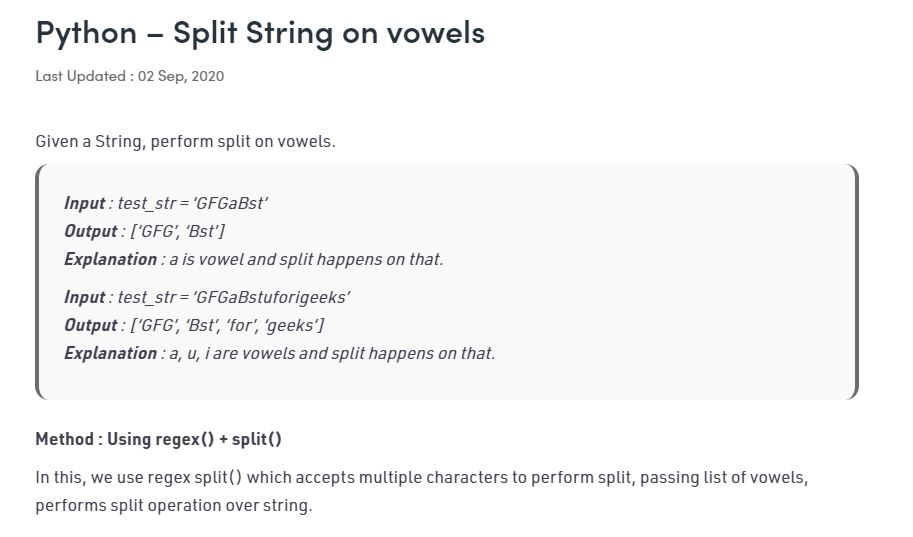 Python – Split String on vowels
Last Updated : 02 Sep, 2020
Given a String, perform split on vowels.
Input : test_str = ‘GFGaBst’
Output : [‘GFG’, ‘Bst’]
Explanation : a is vowel and split happens on that.
Input : test_str = ‘GFGaBstuforigeeks’
Output : [‘GFG’, ‘Bst’, ‘for’, ‘geeks’]
Explanation : a, u, i are vowels and split happens on that.
Method : Using regex() + split()
In this, we use regex split() which accepts multiple characters to perform split, passing list of vowels,
performs split operation over string.